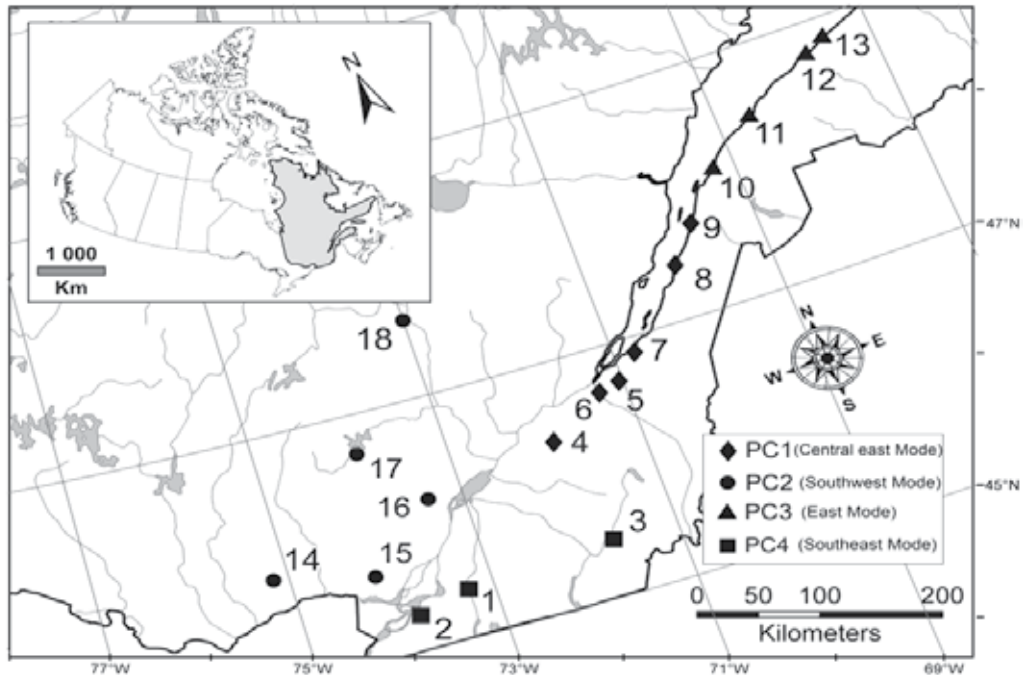 N
1 000
Km
13
12
11
10
9
8
7
5
6
4
18
17
16
3
14
15
1
2
47°N
45°N
N
E
W
S
PC1 (Central east Mode)
PC2 (Southwest Mode)
PC3 (East Mode)
PC4 (Southeast Mode)
0 50 100 200
Kilometers
77°W 75°W 73°W 71°W 69°W